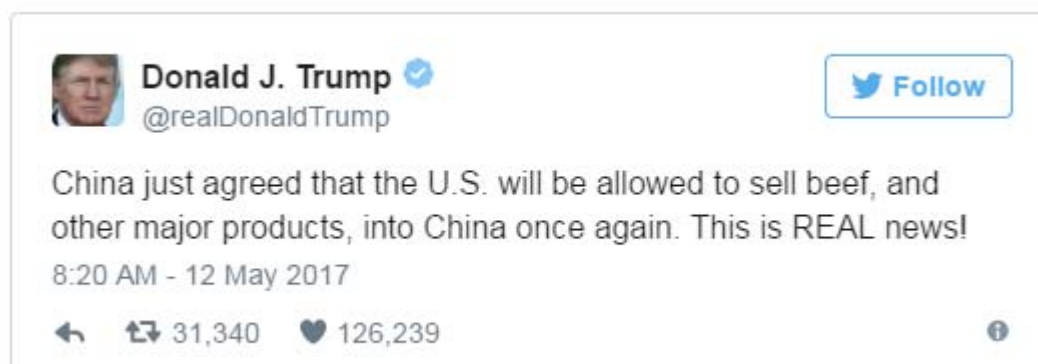 Donald J. Trump
Follow
@realDonaldTrump
China just agreed that the U.S. will be allowed to sell beef, and
other major products, into China once again. This is REAL news!
8:20 AM - 12 May 2017
31,340 126,239